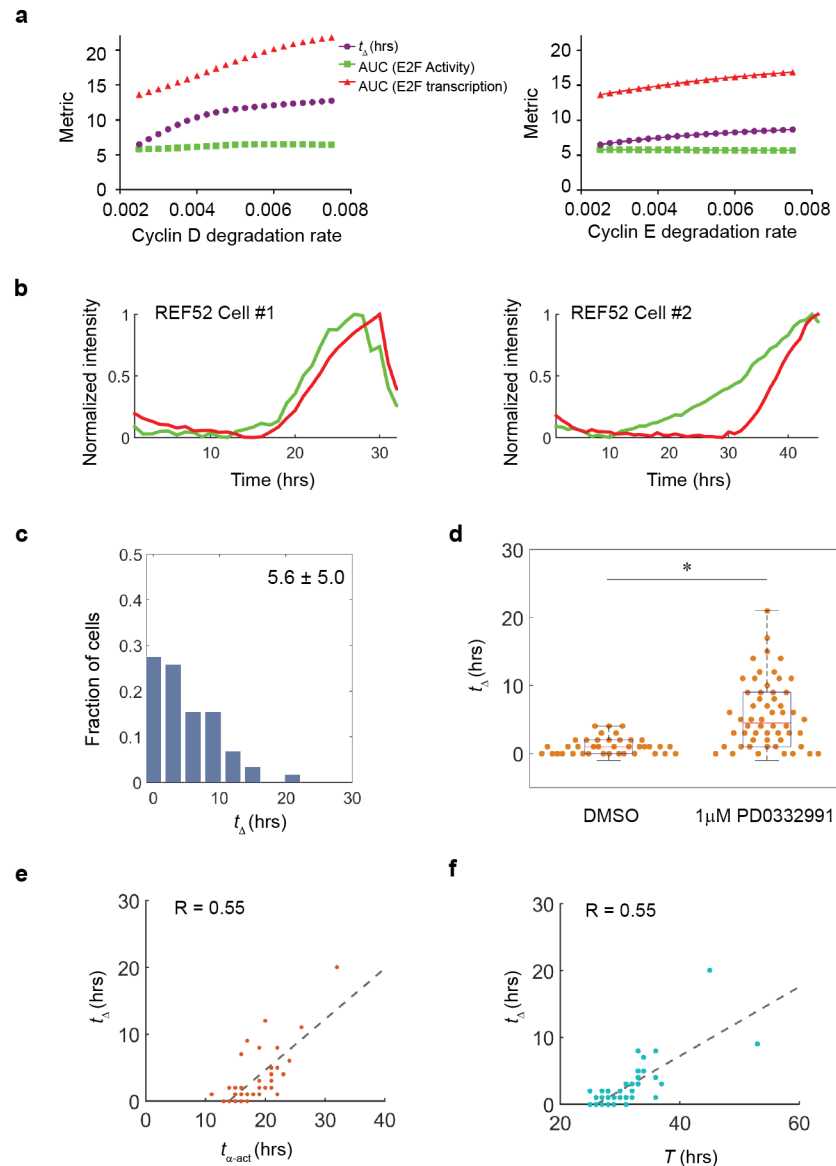 a
20
15
10
5
0
Metric
0.002 0.004 0.006 0.008
Cyclin D degradation rate
tΔ (hrs)
AUC (E2F Activity)
AUC (E2F transcription)
20
15
10
5
0
Metric
0.002 0.004 0.006 0.008
Cyclin E degradation rate
b
REF52 Cell #1
1
0.5
0
Normalized intensity
10 20 30
Time (hrs)
REF52 Cell #2
1
0.5
0
Normalized intensity
10 20 30 40
Time (hrs)
c
0.5
0.4
0.3
0.2
0.1
0
Fraction of cells
5.6 ± 5.0
0 10 20 30
tΔ (hrs)
d
30
20
10
0
tΔ (hrs)
*
DMSO 1μM PD0332991
e
R = 0.55
30
20
10
0
tΔ (hrs)
0 10 20 30 40
tα-act (hrs)
f
R = 0.55
30
20
10
0
tΔ (hrs)
20 40 60
T (hrs)